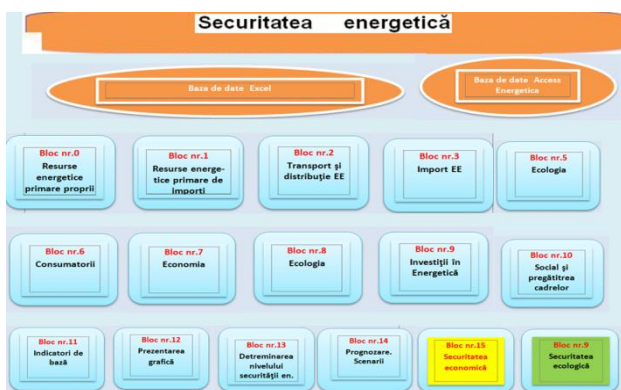 Securitatea energetică
Baza de date Excel
Baza de date Access
Energetica
Bloc nr.0
Resurse
energetice
primare proprii
Bloc nr.1
Resurse energe-
tice primare de
importi
Bloc nr.2
Transport și
distribuție EE
Bloc nr.3
Import EE
Bloc nr.5
Ecologia
Bloc nr.6
Consumatorii
Bloc nr.7
Economia
Bloc nr.8
Ecologia
Bloc nr.9
Investiții în
Energetică
Bloc nr.10
Social și
pregătirea
cadrelor
Bloc nr.11
Indicatori de
bază
Bloc nr.12
Prezentarea
grafică
Bloc nr.13
Detreminarea
nivelului
securității en.
Bloc nr.14
Prognozare.
Scenarii
Bloc nr.15
Securitatea
economică
Bloc nr.9
Securitatea
ecologică